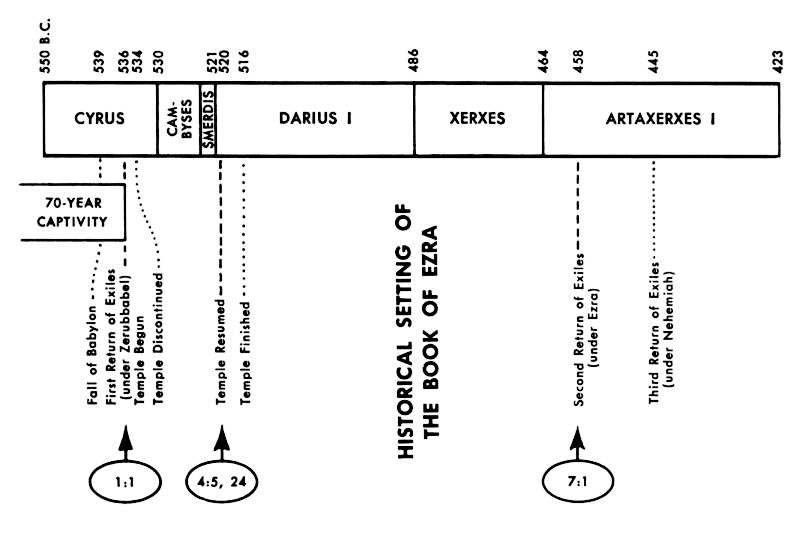 550 B.C.
539
536
534
530
521
520
516
486
464
458
445
423
CYRUS
CAM-
BYSES
SMERDIS
DARIUS I
XERXES
ARTAXERXES I
70-YEAR
CAPTIVITY
Fall of Babylon
First Return of Exiles
(under Zerubbabel)
Temple Begun
Temple Discontinued
Temple Resumed
Temple Finished
HISTORICAL SETTING OF
THE BOOK OF EZRA
Second Return of Exiles
(under Ezra)
Third Return of Exiles
(under Nehemiah)
1:1
4:5, 24
7:1